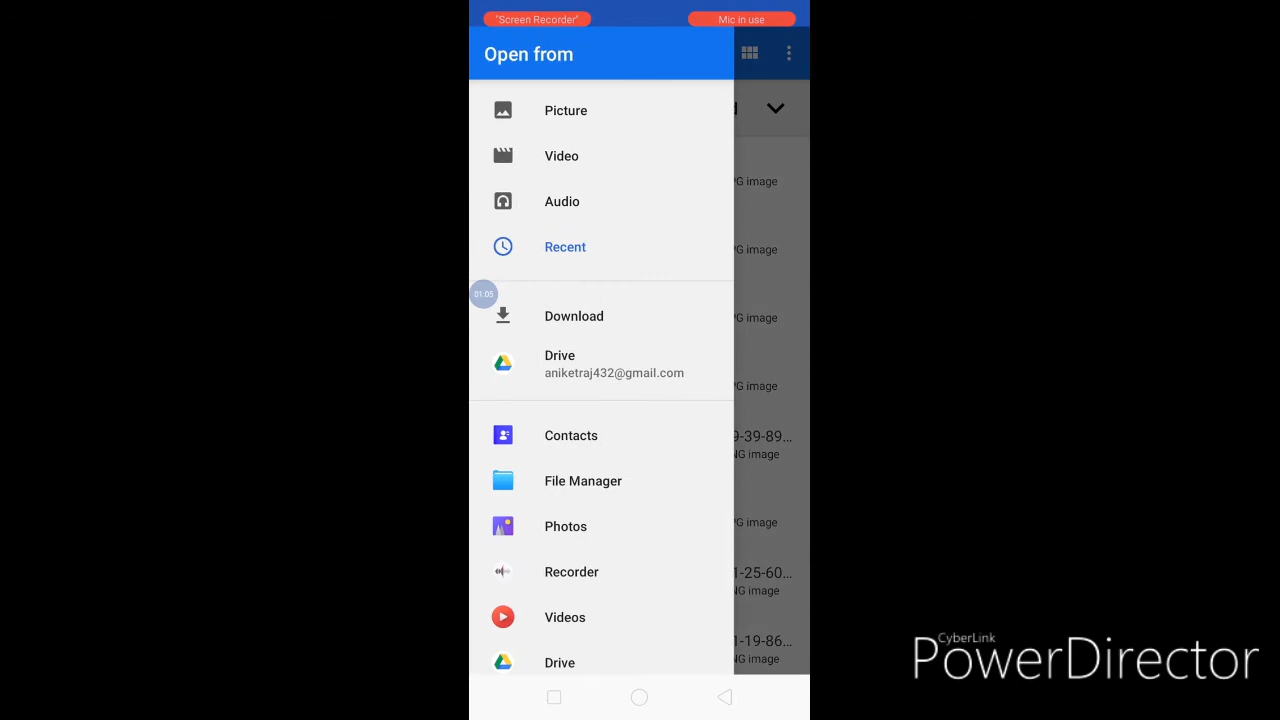 "Screen Recorder"
Mic in use
Open from
Picture
PG image
Video
Audio
Recent
PG image
01:05
Download
PG image
Drive
aniketraj432@gmail.com
PG image
Contacts
9-39-89...
NG image
File Manager
Photos
PG image
Recorder
1-25-60...
NG image
Videos
1-19-86...
Drive
NG image
CyberLink
PowerDirector